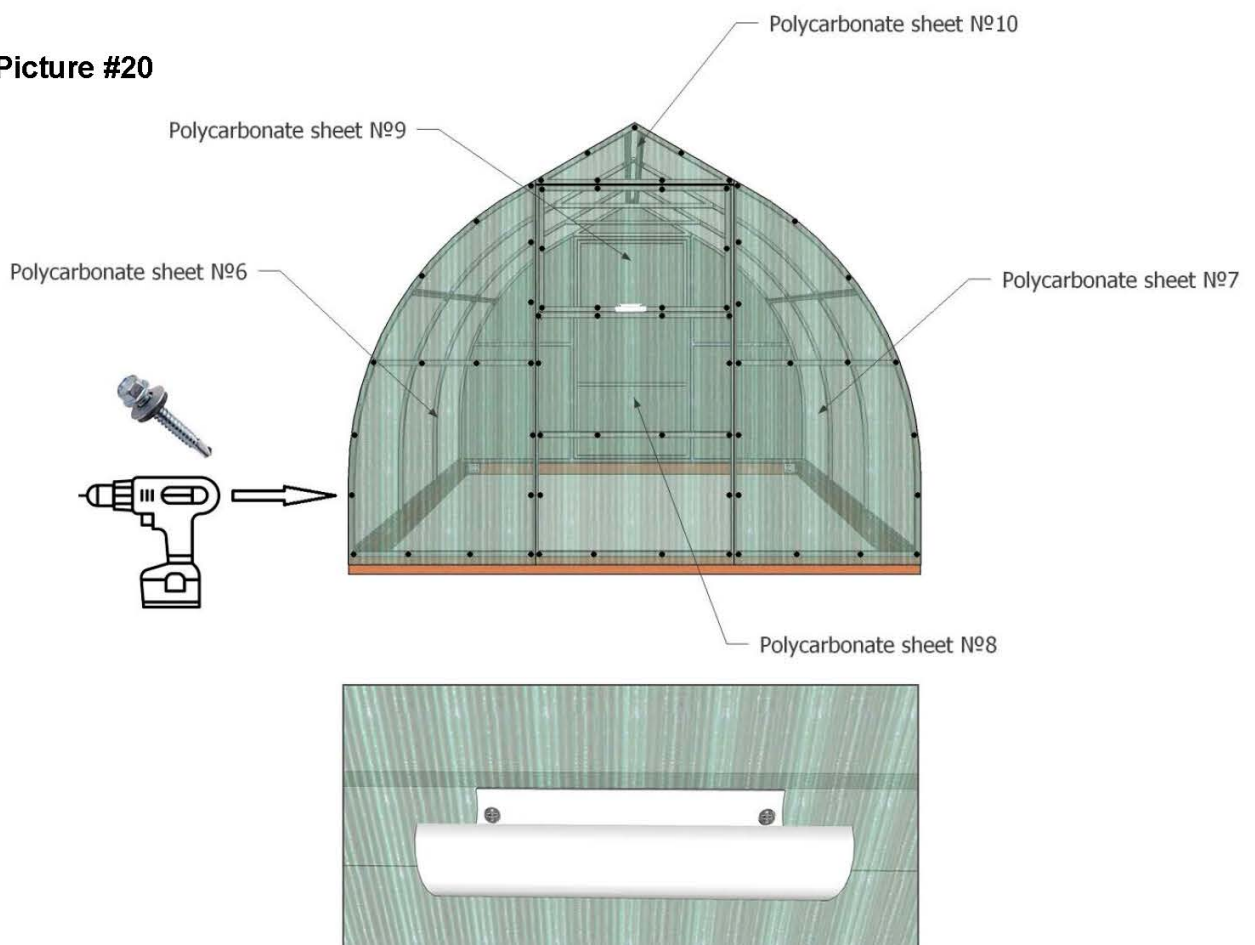 Polycarbonate sheet №10
Picture #20
Polycarbonate sheet №9
Polycarbonate sheet №6
Polycarbonate sheet №7
Polycarbonate sheet №8